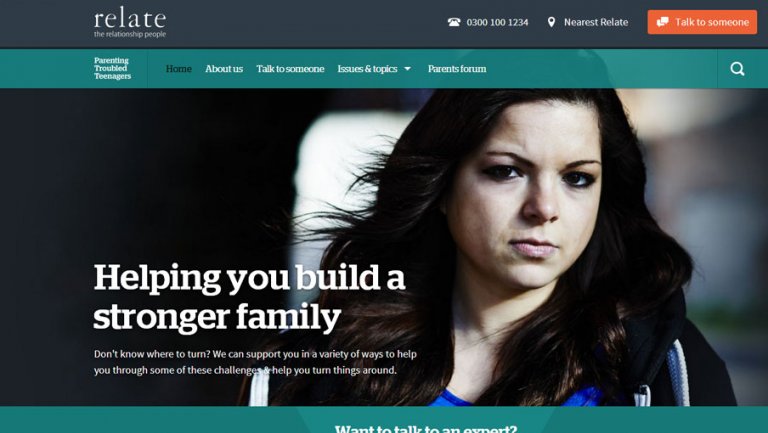 relate
the relationship people
0300 100 1234
Nearest Relate
Talk to someone
Parenting
Troubled
Teenagers
Home
About us
Talk to someone
Issues & topics
Parents forum
Helping you build a
stronger family
Don't know where to turn? We can support you in a variety of ways to help
you through some of these challenges & help you turn things around.
Want to talk to an expert?